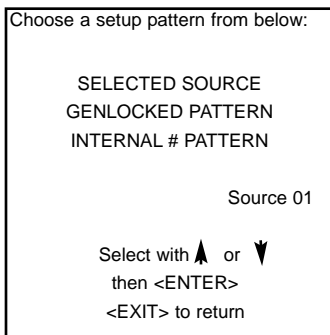 Choose a setup pattern from below:
SELECTED SOURCE
GENLOCKED PATTERN
INTERNAL # PATTERN
Source 01
Select with or
then <ENTER>
<EXIT> to return